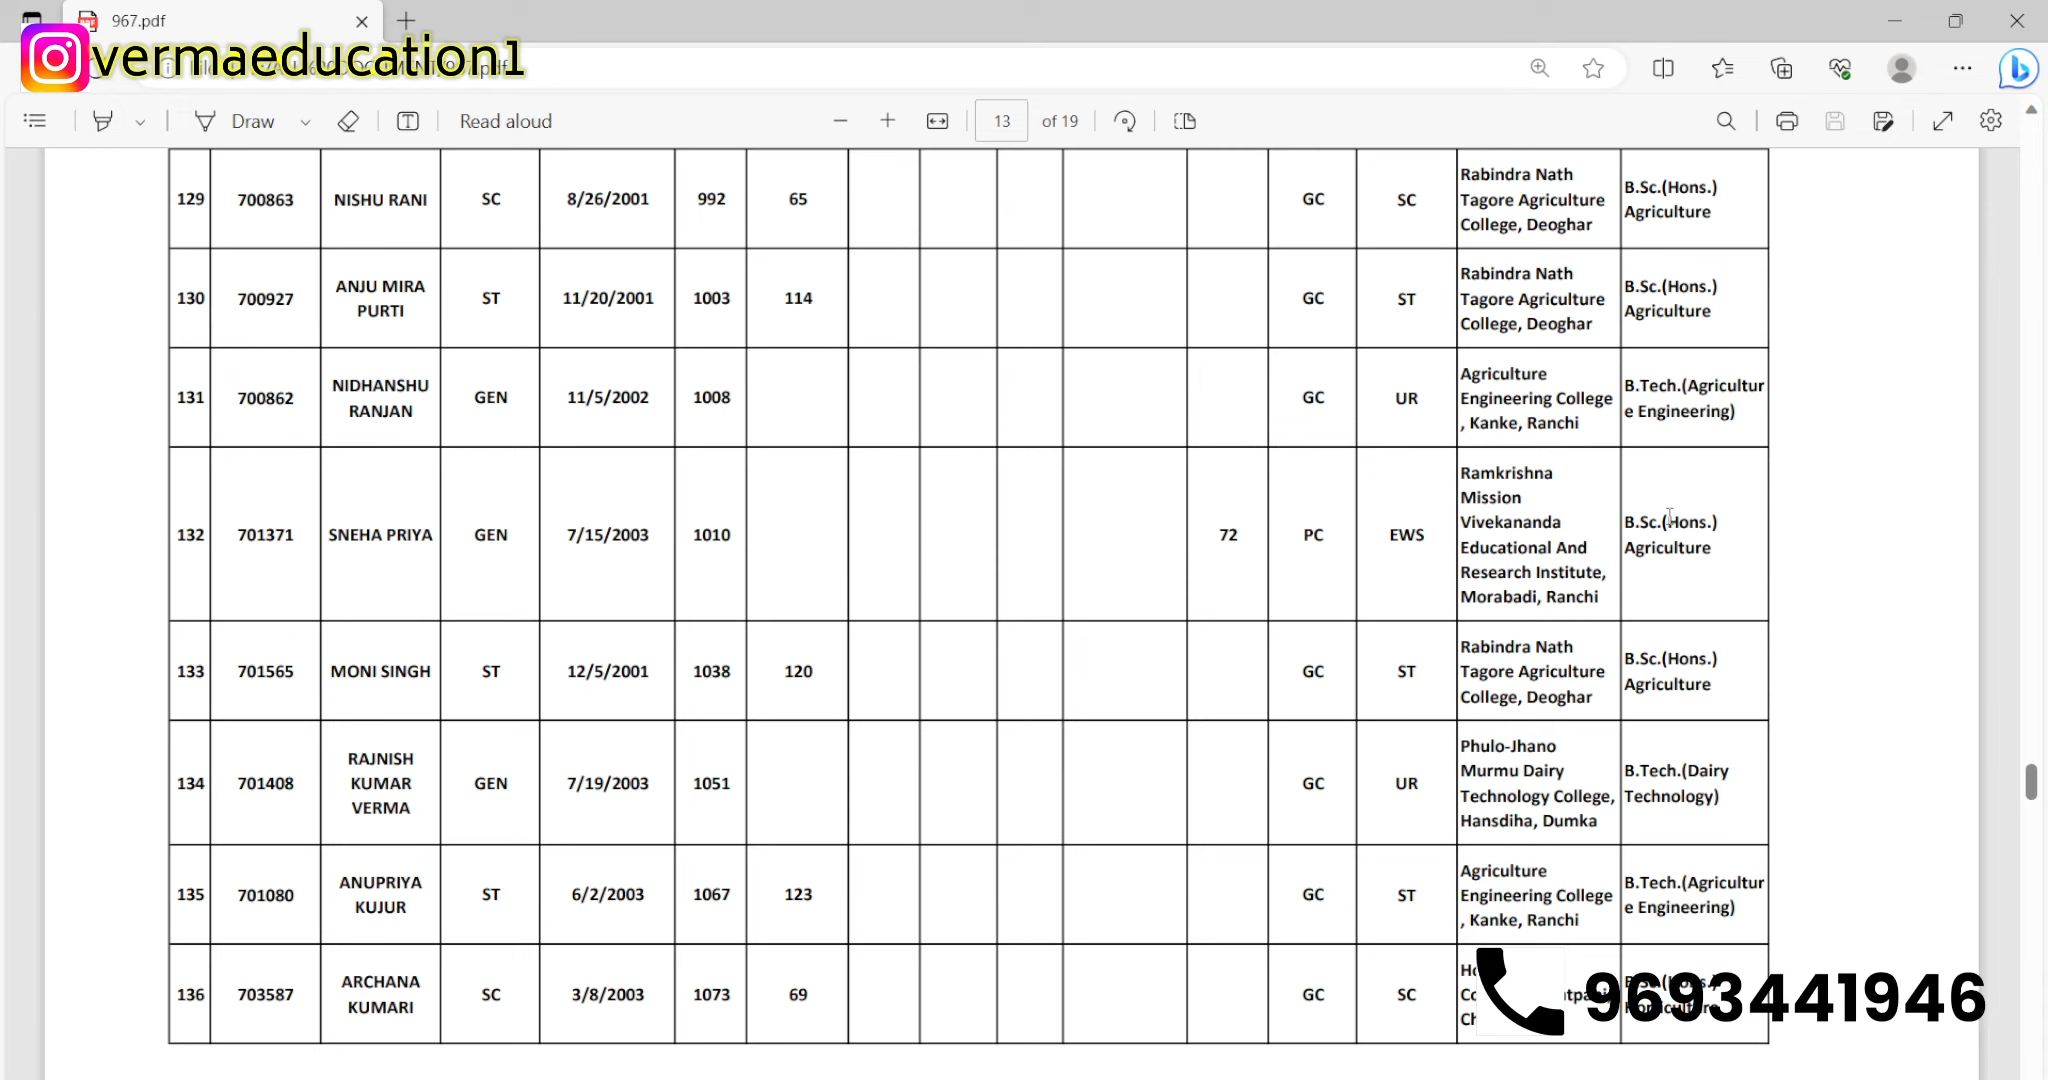 967.pdf
vermaeducation1
Draw
Read aloud
13 of 19
129 700863 NISHU RANI SC 8/26/2001 992 65 GC SC Rabindra Nath Tagore Agriculture College, Deoghar B.Sc.(Hons.) Agriculture
130 700927 ANJU MIRA PURTI ST 11/20/2001 1003 114 GC ST Rabindra Nath Tagore Agriculture College, Deoghar B.Sc.(Hons.) Agriculture
131 700862 NIDHANSHU RANJAN GEN 11/5/2002 1008 GC UR Agriculture Engineering College , Kanke, Ranchi B.Tech.(Agriculture Engineering)
132 701371 SNEHA PRIYA GEN 7/15/2003 1010 72 PC EWS Ramkrishna Mission Vivekananda Educational And Research Institute, Morabadi, Ranchi B.Sc.(Hons.) Agriculture
133 701565 MONI SINGH ST 12/5/2001 1038 120 GC ST Rabindra Nath Tagore Agriculture College, Deoghar B.Sc.(Hons.) Agriculture
134 701408 RAJNISH KUMAR VERMA GEN 7/19/2003 1051 GC UR Phulo-Jhano Murmu Dairy Technology College, Hansdiha, Dumka B.Tech.(Dairy Technology)
135 701080 ANUPRIYA KUJUR ST 6/2/2003 1067 123 GC ST Agriculture Engineering College , Kanke, Ranchi B.Tech.(Agriculture Engineering)
136 703587 ARCHANA KUMARI SC 3/8/2003 1073 69 GC SC
9693441946